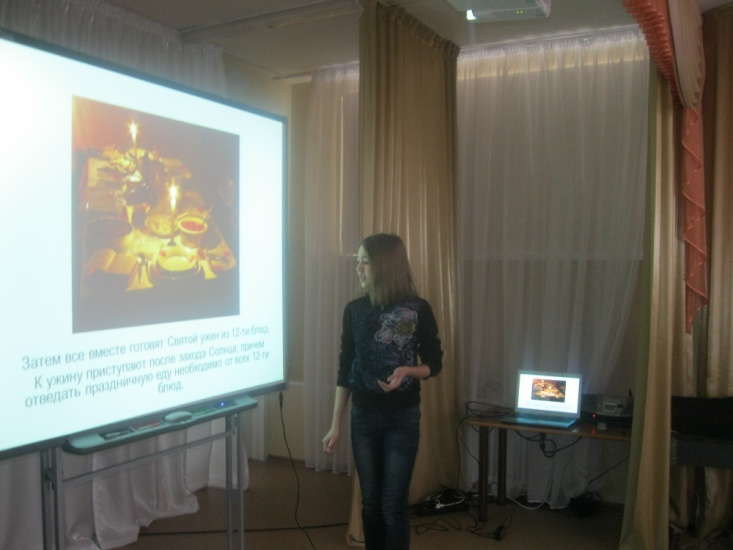 Затем все вместе готовят Святой ужин из 12-ти блюд.
К ужину приступают после захода Солнца, причем
отведать праздничную еду необходимо от всех 12-ти
блюд.